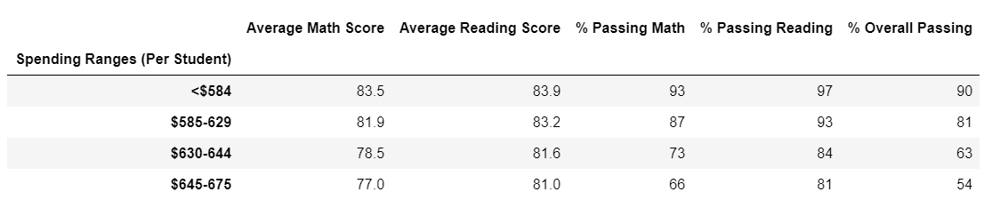 Average Math Score Average Reading Score % Passing Math % Passing Reading % Overall Passing
Spending Ranges (Per Student)
<$584 83.5 83.9 93 97 90
$585-629 81.9 83.2 87 93 81
$630-644 78.5 81.6 73 84 63
$645-675 77.0 81.0 66 81 54